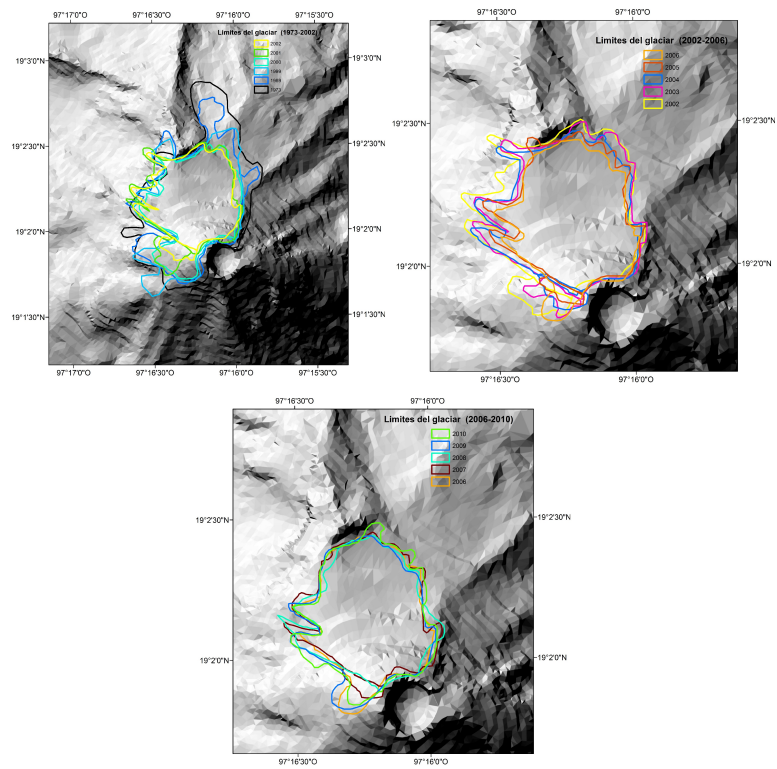 97°17'0"O 97°16'30"O 97°16'0"O 97°15'30"O
Limites del glaciar (1973-2002)
2002
2001
2000
1999
1973
19°3'0"N 19°3'0"N
19°2'30"N 19°2'30"N
19°2'0"N 19°2'0"N
19°1'30"N 19°1'30"N
97°17'0"O 97°16'30"O 97°16'0"O 97°15'30"O
97°16'30"O 97°16'0"O
Limites del glaciar (2002-2006)
2005
2004
2003
2002
19°2'30"N 19°2'30"N
19°2'0"N 19°2'0"N
97°16'30"O 97°16'0"O
97°16'30"O 97°16'0"O
Limites del glaciar (2006-2010)
2010
2009
2008
2007
2006
19°2'30"N 19°2'30"N
19°2'0"N 19°2'0"N
97°16'30"O 97°16'0"O